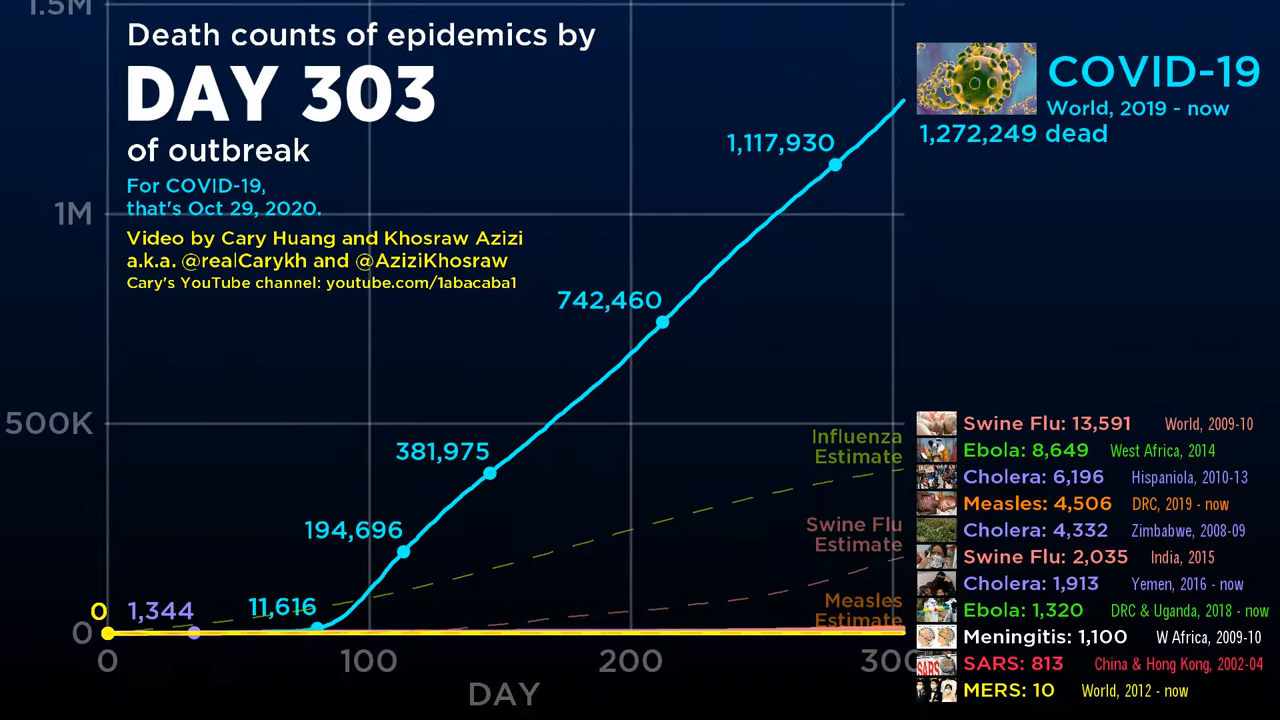 1.5M
Death counts of epidemics by
DAY 303
of outbreak
For COVID-19,
that's Oct 29, 2020.
Video by Cary Huang and Khosraw Azizi
a.k.a. @realCarykh and @AziziKhosraw
Cary's YouTube channel: youtube.com/1abacaba1
COVID-19
World, 2019 - now
1,272,249 dead
1,117,930
1M
742,460
500K
381,975
194,696
11,616
1,344
0
0
Influenza
Estimate
Swine Flu
Estimate
Measles
Estimate
0
100
200
300
DAY
Swine Flu: 13,591 World, 2009-10
Ebola: 8,649 West Africa, 2014
Cholera: 6,196 Hispaniola, 2010-13
Measles: 4,506 DRC, 2019 - now
Cholera: 4,332 Zimbabwe, 2008-09
Swine Flu: 2,035 India, 2015
Cholera: 1,913 Yemen, 2016 - now
Ebola: 1,320 DRC & Uganda, 2018 - now
Meningitis: 1,100 W Africa, 2009-10
SARS
SARS: 813 China & Hong Kong, 2002-04
MERS: 10 World, 2012 - now